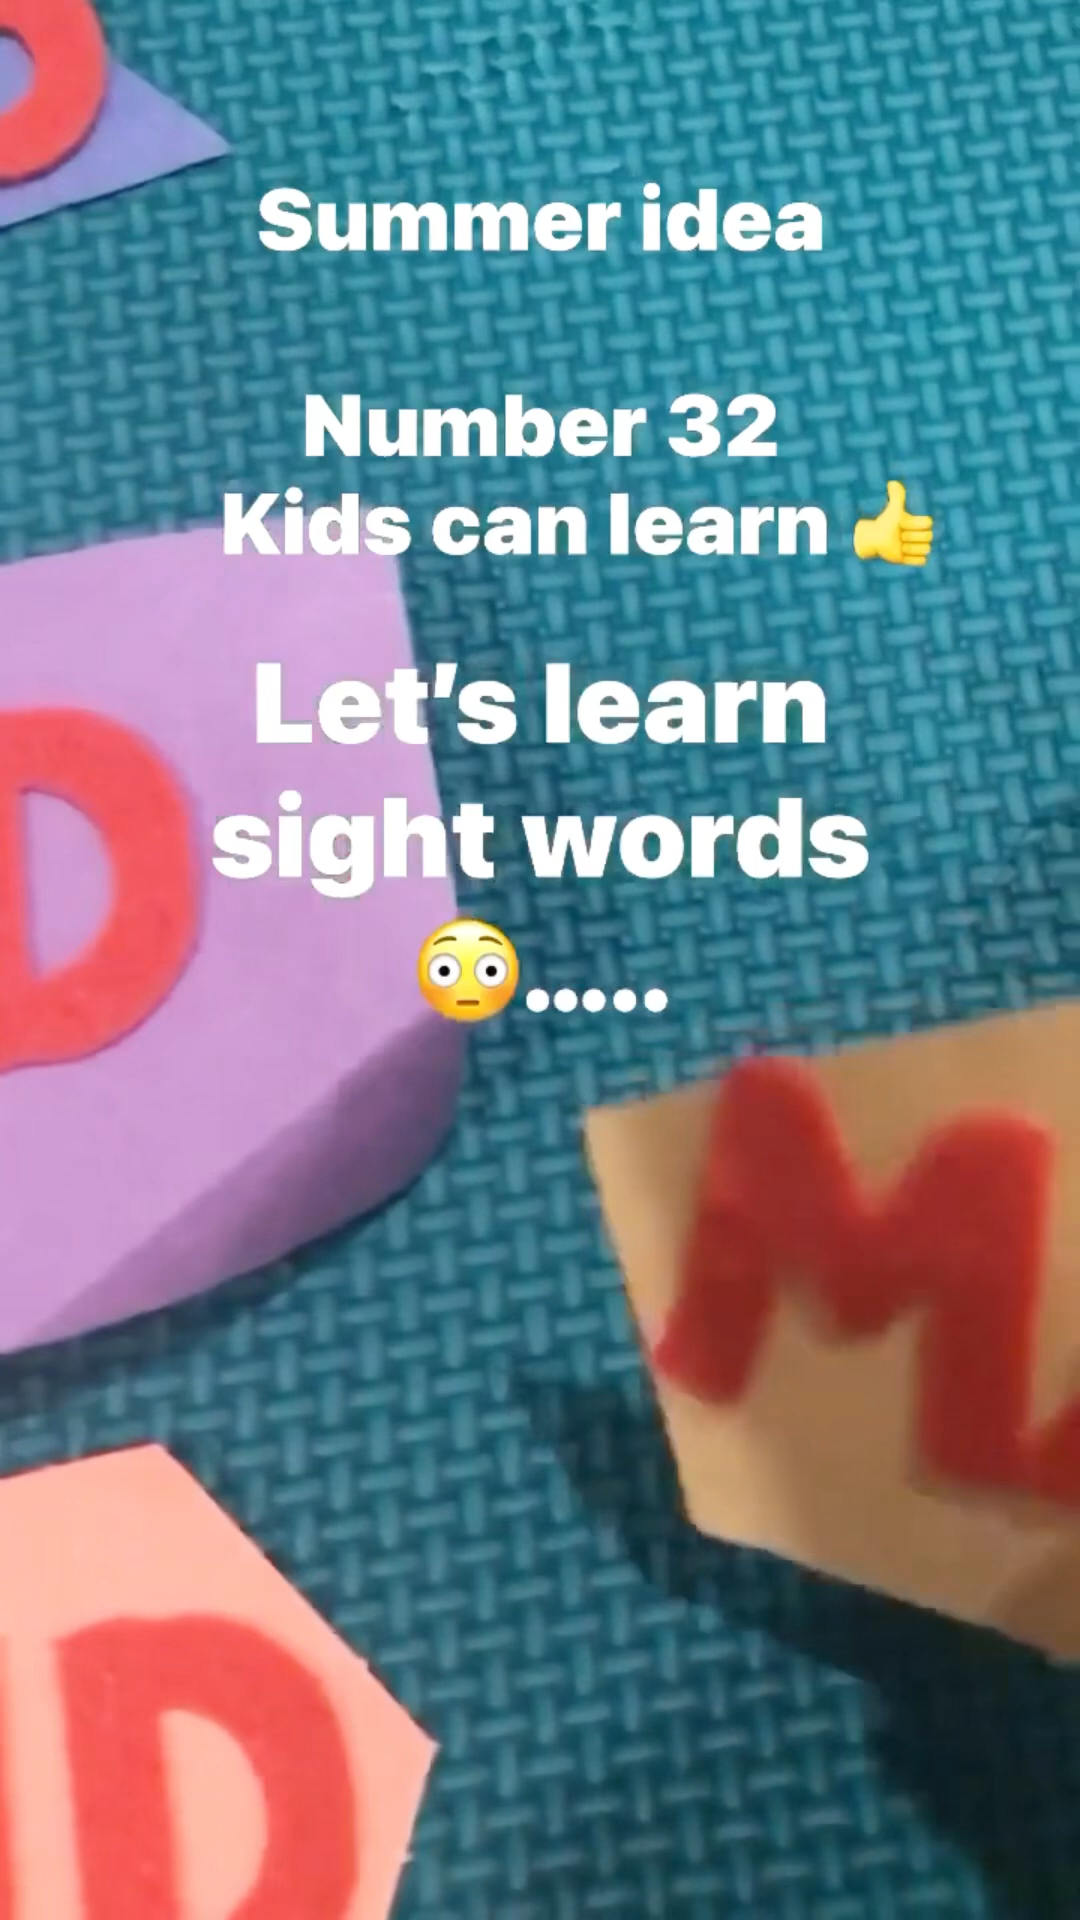 Summer idea
Number 32
Kids can learn 👍
Let's learn
sight words
😳.....
D
M
D